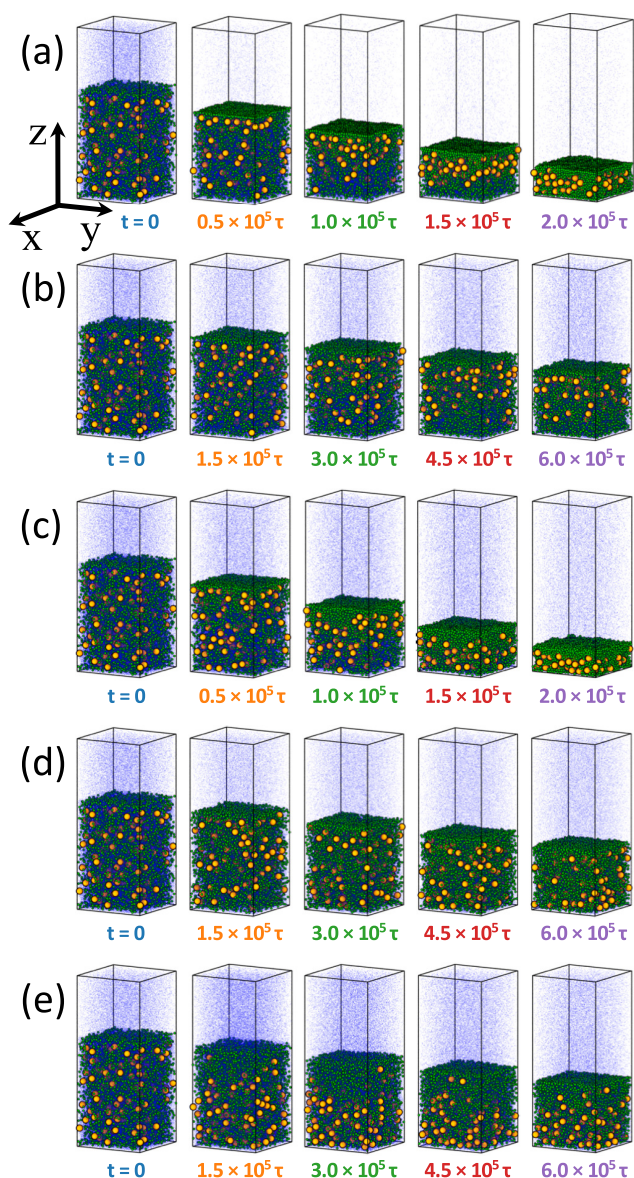 (a)
z
x y
t = 0 0.5 × 10⁵ τ 1.0 × 10⁵ τ 1.5 × 10⁵ τ 2.0 × 10⁵ τ
(b)
t = 0 1.5 × 10⁵ τ 3.0 × 10⁵ τ 4.5 × 10⁵ τ 6.0 × 10⁵ τ
(c)
t = 0 0.5 × 10⁵ τ 1.0 × 10⁵ τ 1.5 × 10⁵ τ 2.0 × 10⁵ τ
(d)
t = 0 1.5 × 10⁵ τ 3.0 × 10⁵ τ 4.5 × 10⁵ τ 6.0 × 10⁵ τ
(e)
t = 0 1.5 × 10⁵ τ 3.0 × 10⁵ τ 4.5 × 10⁵ τ 6.0 × 10⁵ τ